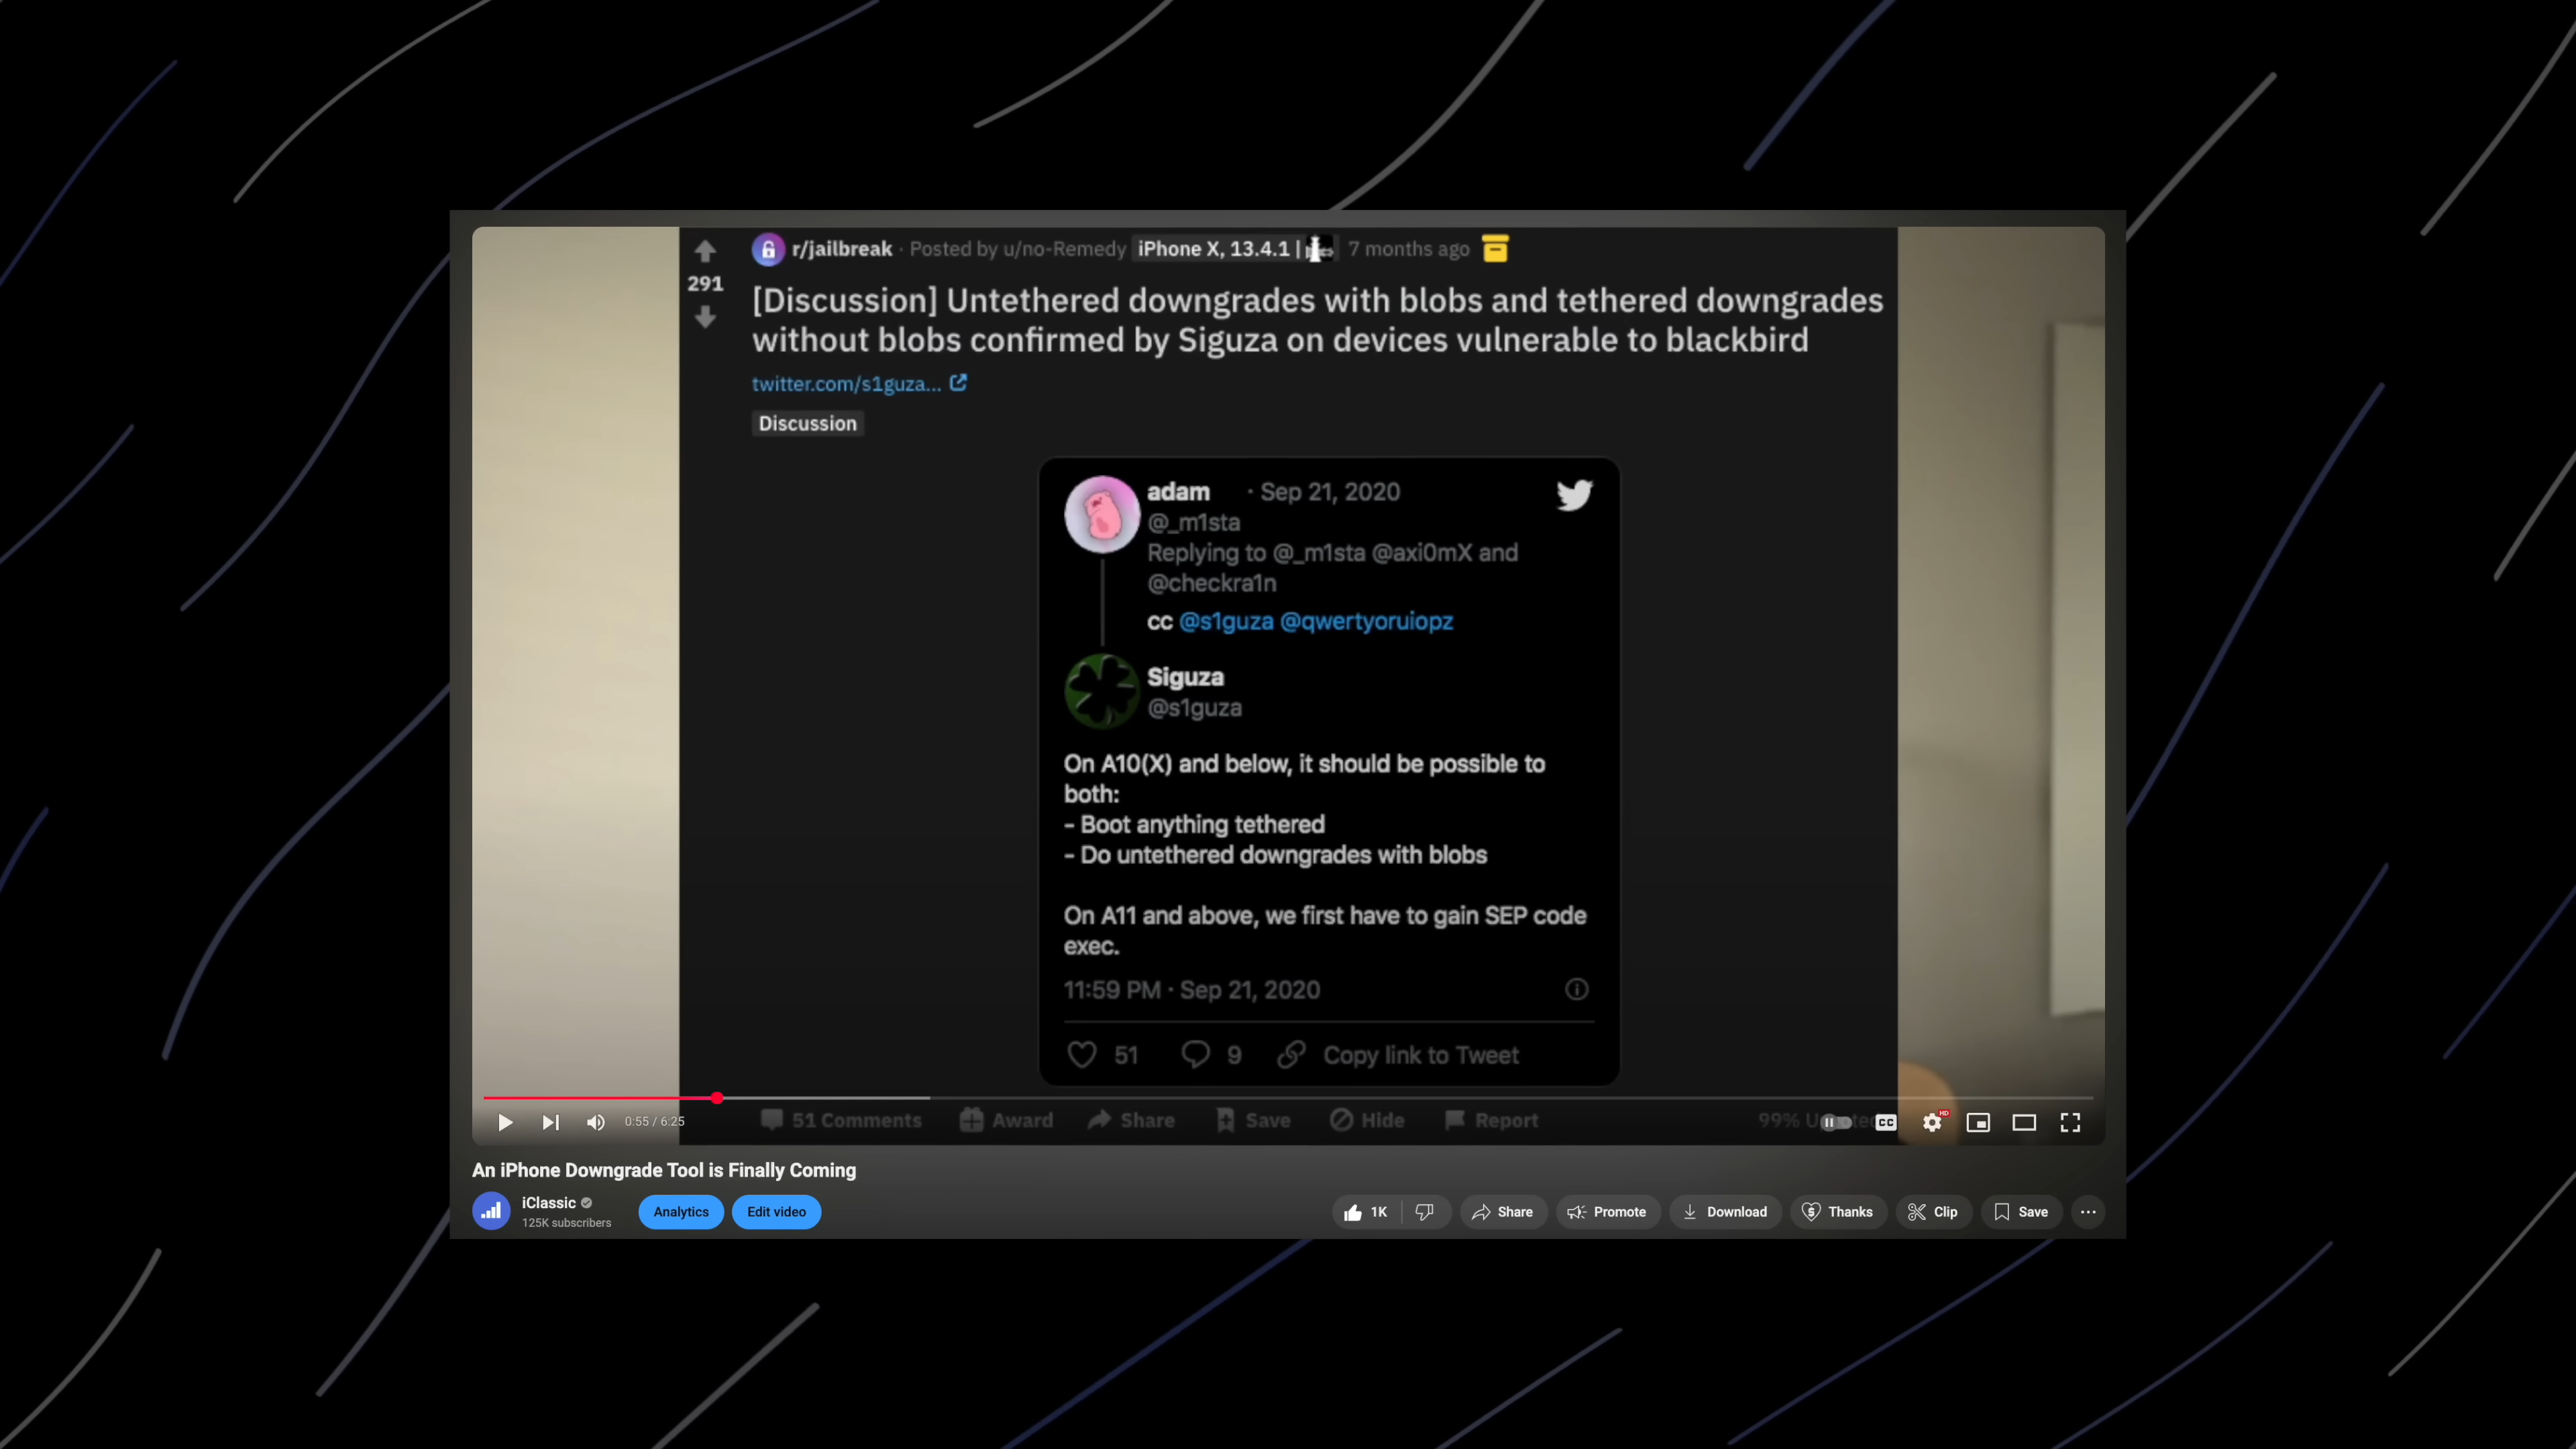 r/jailbreak · Posted by u/no-Remedy iPhone X, 13.4.1 | 7 months ago
291
[Discussion] Untethered downgrades with blobs and tethered downgrades
without blobs confirmed by Siguza on devices vulnerable to blackbird
twitter.com/s1guza...
Discussion
adam · Sep 21, 2020
@_m1sta
Replying to @_m1sta @axi0mX and
@checkra1n
cc @s1guza @qwertyoruiopz
Siguza
@s1guza
On A10(X) and below, it should be possible to
both:
- Boot anything tethered
- Do untethered downgrades with blobs
On A11 and above, we first have to gain SEP code
exec.
11:59 PM · Sep 21, 2020
51 9 Copy link to Tweet
0:55 / 6:25 51 Comments Award Share Save Hide Report 99% CC HD
An iPhone Downgrade Tool is Finally Coming
iClassic
125K subscribers
Analytics Edit video 1K Share Promote Download Thanks Clip Save